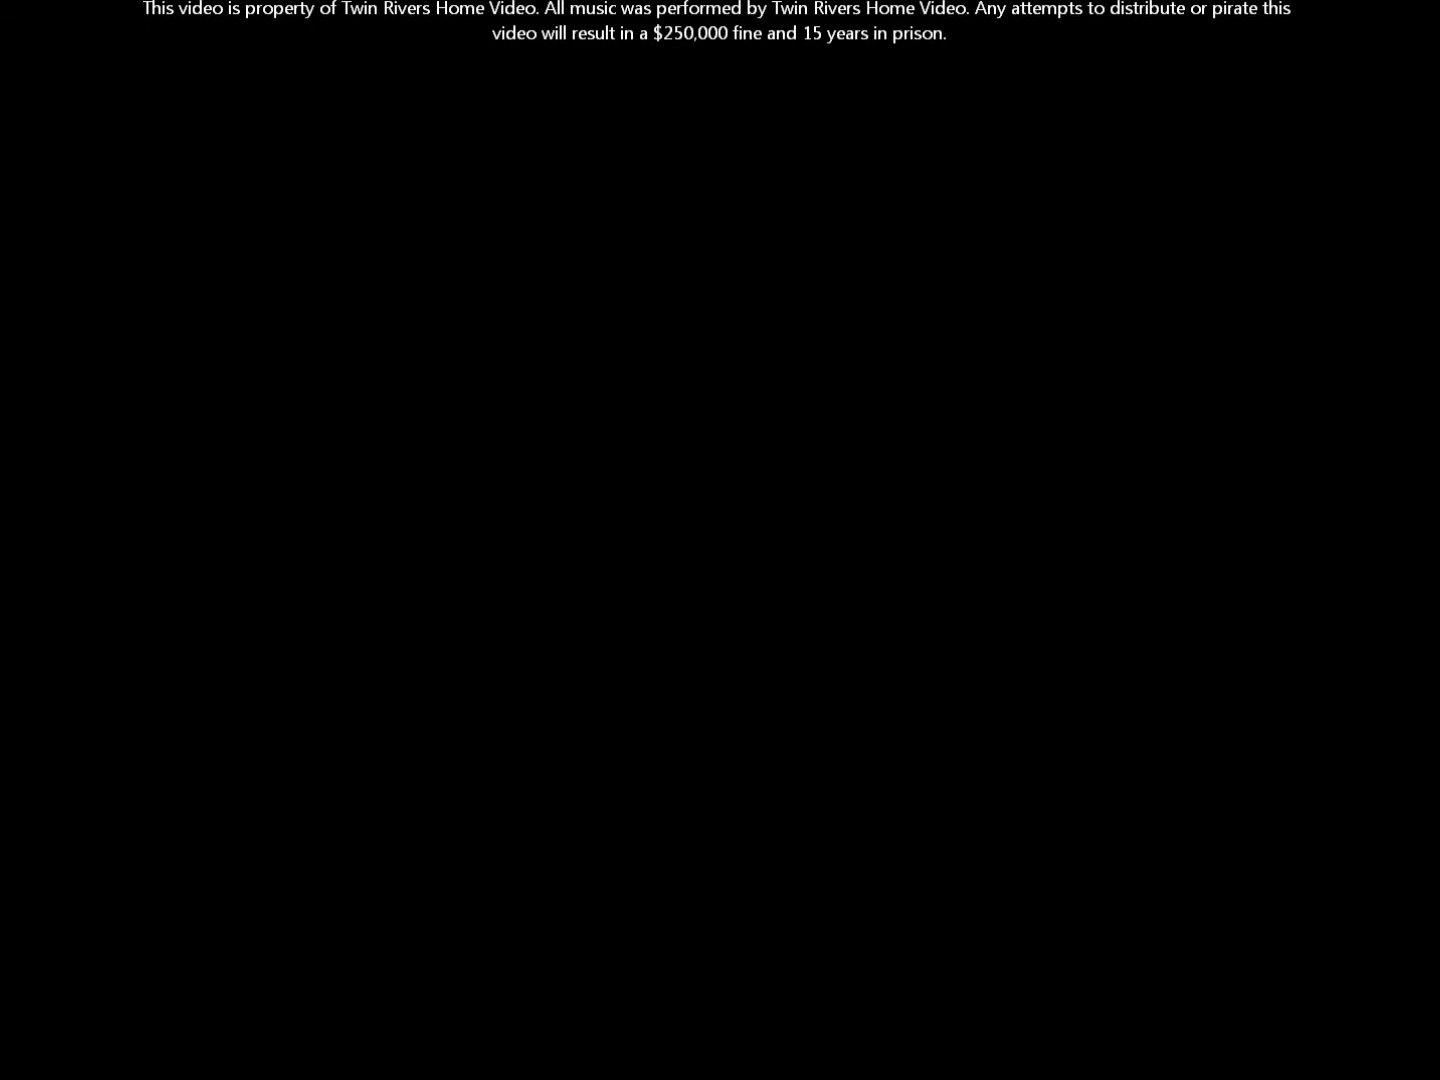 This video is property of Twin Rivers Home Video. All music was performed by Twin Rivers Home Video. Any attempts to distribute or pirate this
video will result in a $250,000 fine and 15 years in prison.